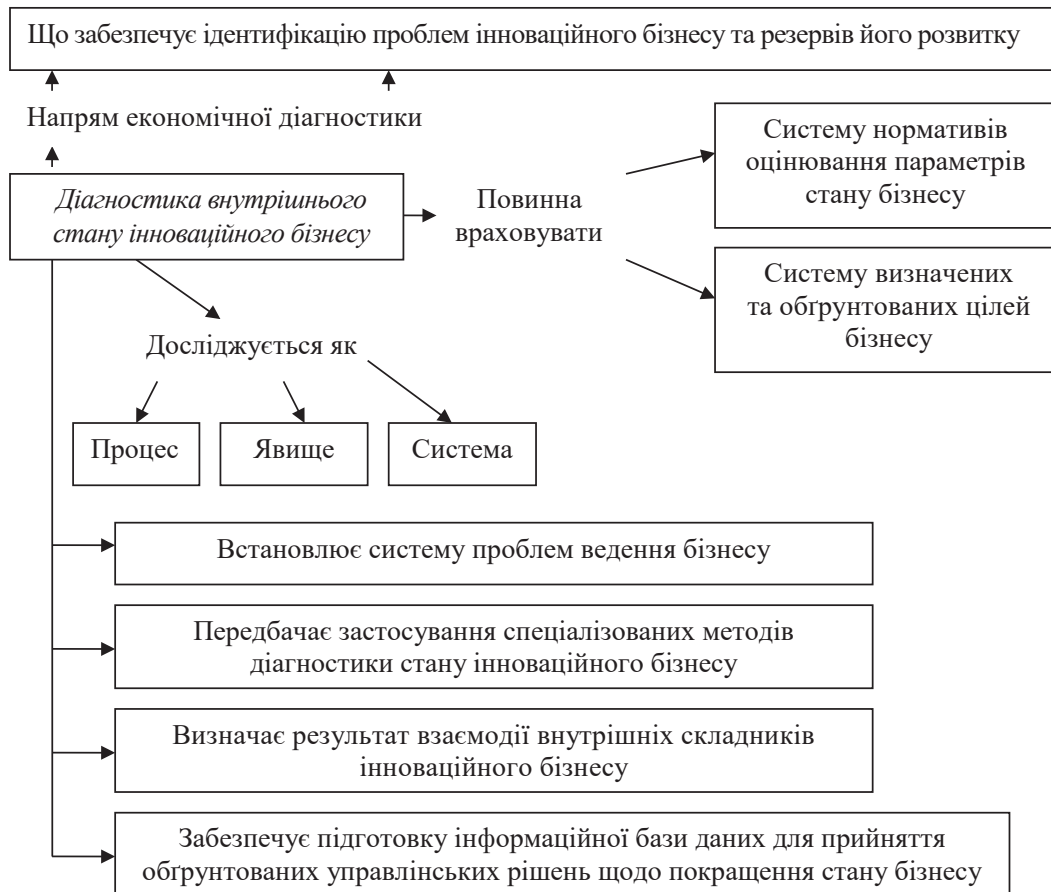 Що забезпечує ідентифікацію проблем інноваційного бізнесу та резервів його розвитку
Напрям економічної діагностики
Діагностика внутрішнього
стану інноваційного бізнесу
Повинна
враховувати
Систему нормативів
оцінювання параметрів
стану бізнесу
Систему визначених
та обґрунтованих цілей
бізнесу
Досліджується як
Процес
Явище
Система
Встановлює систему проблем ведення бізнесу
Передбачає застосування спеціалізованих методів
діагностики стану інноваційного бізнесу
Визначає результат взаємодії внутрішніх складників
інноваційного бізнесу
Забезпечує підготовку інформаційної бази даних для прийняття
обґрунтованих управлінських рішень щодо покращення стану бізнесу